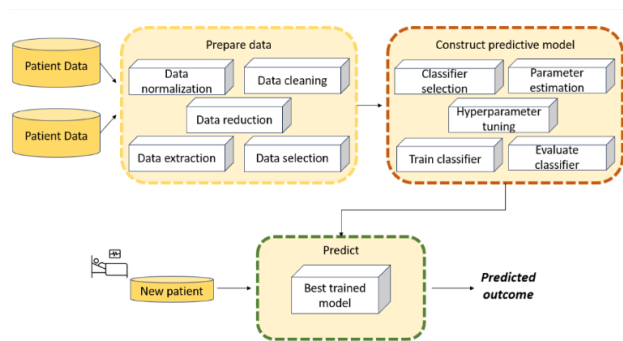 Patient Data
Patient Data
Prepare data
Data
normalization
Data cleaning
Data reduction
Data extraction
Data selection
Construct predictive model
Classifier
selection
Parameter
estimation
Hyperparameter
tuning
Train classifier
Evaluate
classifier
Predict
New patient
Best trained
model
Predicted
outcome